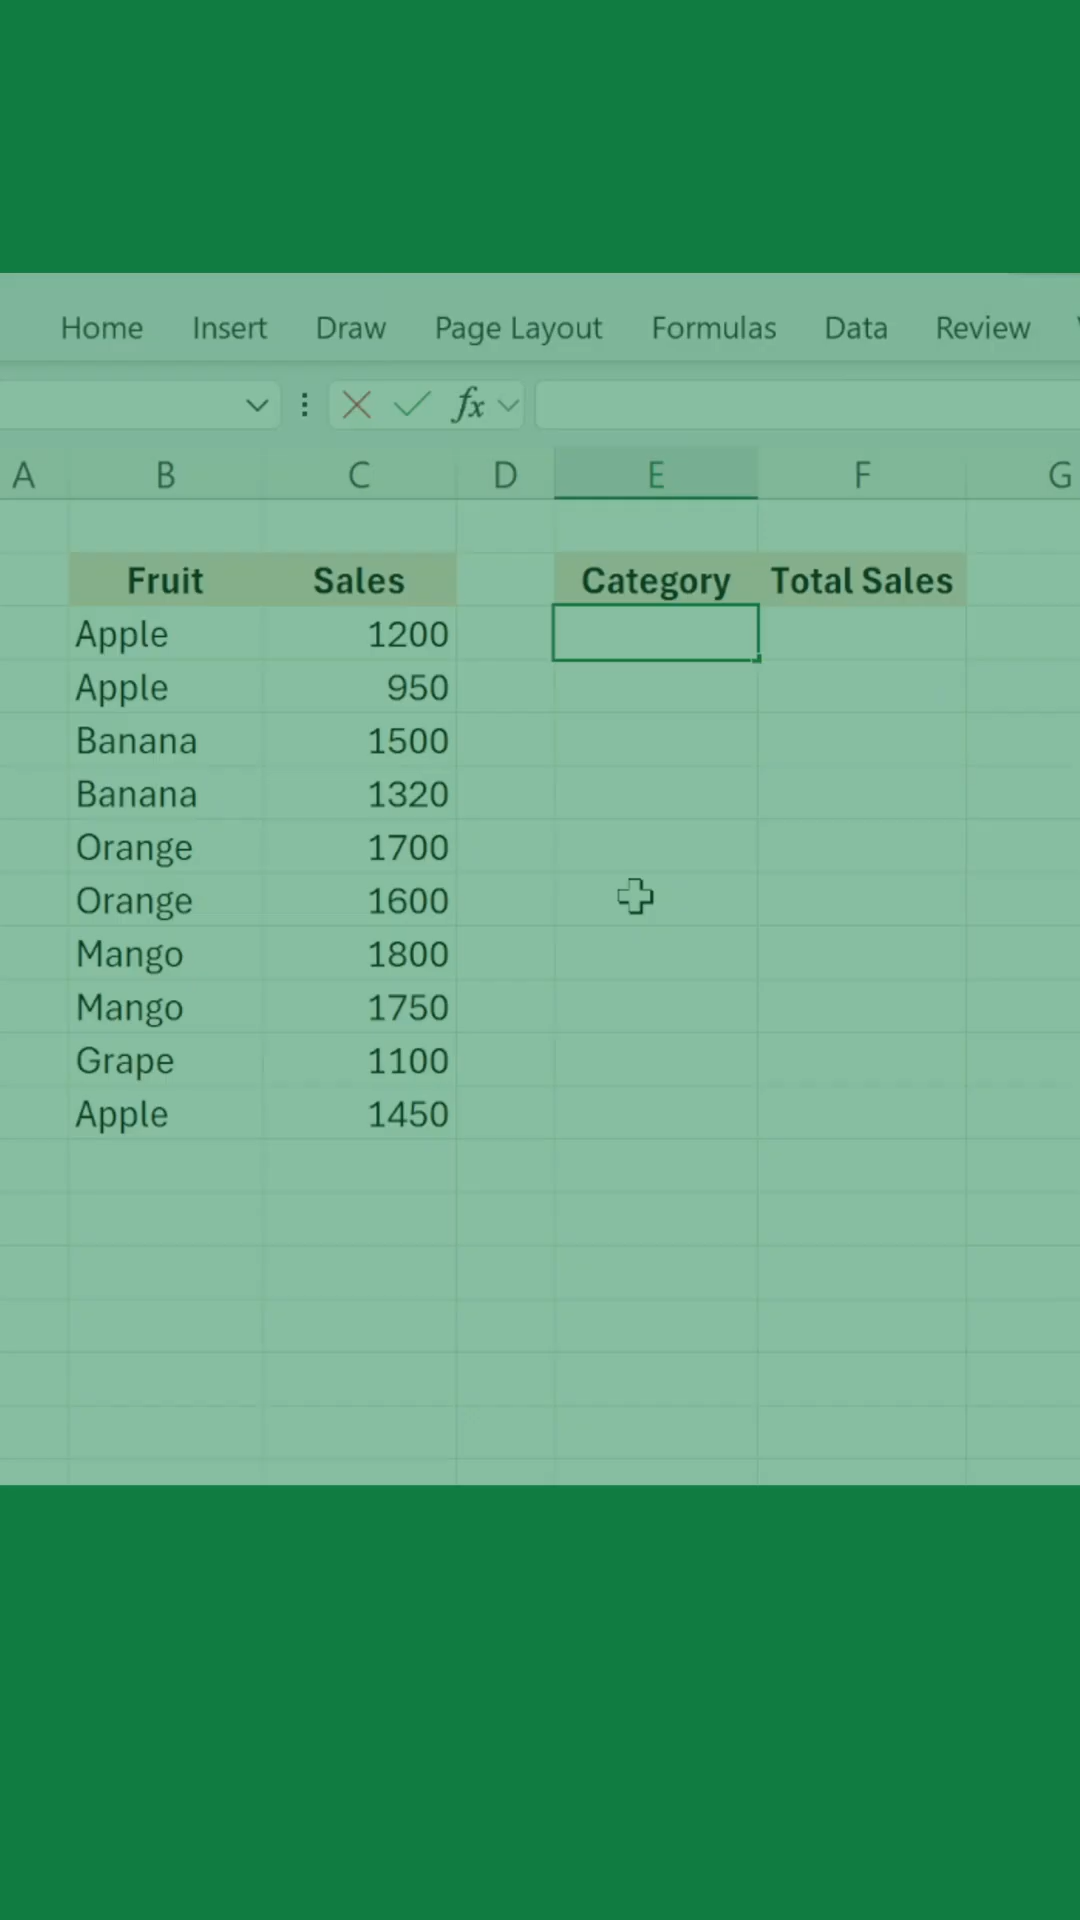 Home Insert Draw Page Layout Formulas Data Review
fx
A B C D E F G
Fruit Sales Category Total Sales
Apple 1200
Apple 950
Banana 1500
Banana 1320
Orange 1700
Orange 1600
Mango 1800
Mango 1750
Grape 1100
Apple 1450